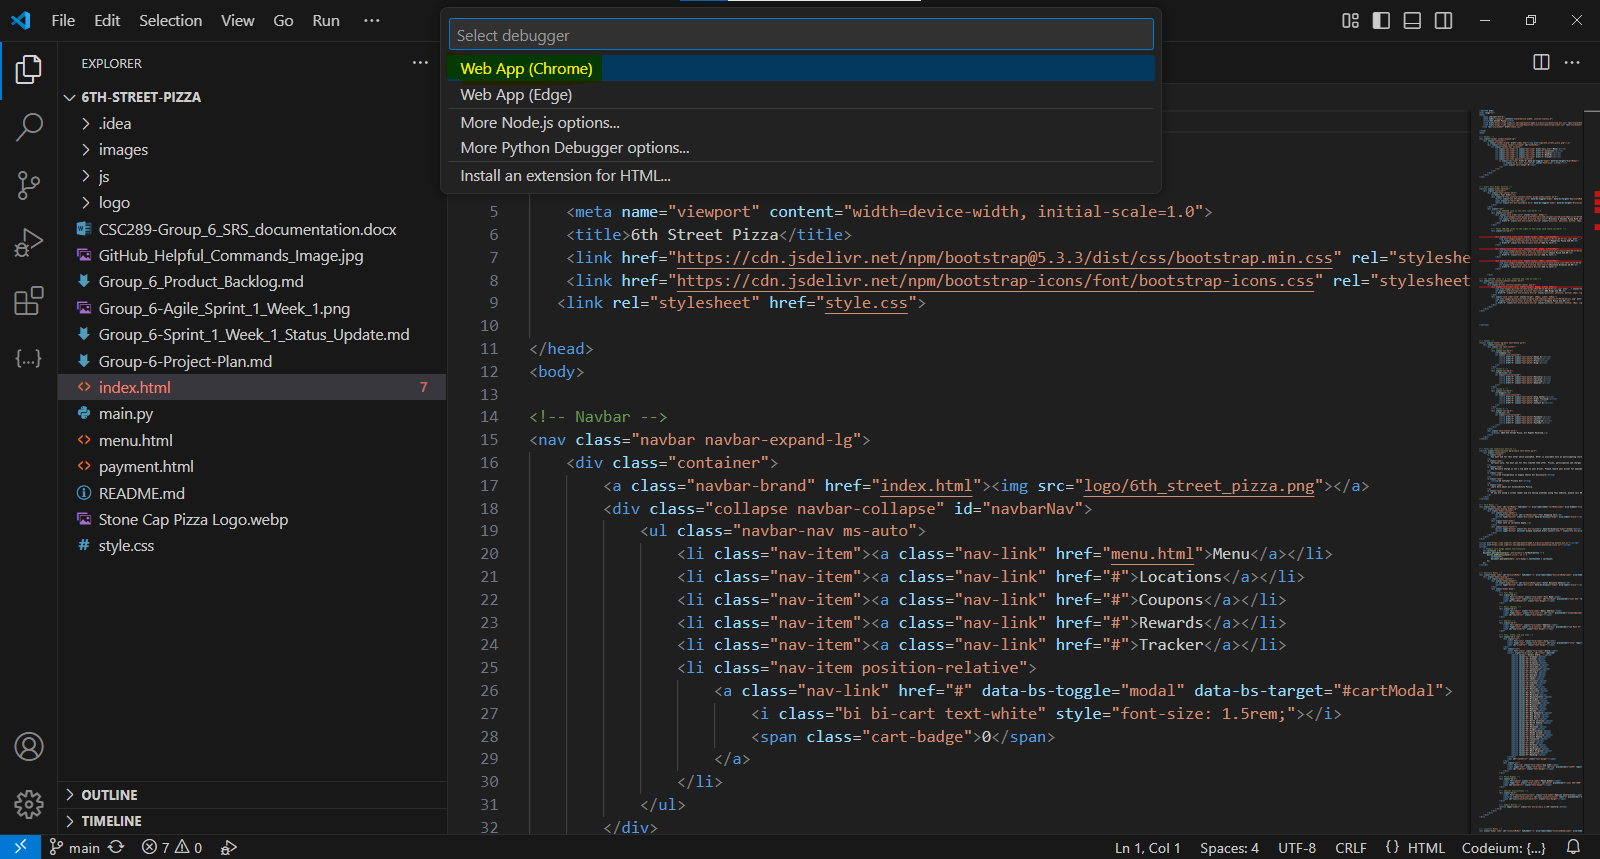 File Edit Selection View Go Run ···
Select debugger
Web App (Chrome)
Web App (Edge)
More Node.js options...
More Python Debugger options...
Install an extension for HTML...
EXPLORER
6TH-STREET-PIZZA
.idea
images
js
logo
CSC289-Group_6_SRS_documentation.docx
GitHub_Helpful_Commands_Image.jpg
Group_6_Product_Backlog.md
Group_6-Agile_Sprint_1_Week_1.png
Group_6-Sprint_1_Week_1_Status_Update.md
Group-6-Project-Plan.md
index.html 7
main.py
menu.html
payment.html
README.md
Stone Cap Pizza Logo.webp
style.css
OUTLINE
TIMELINE
5 <meta name="viewport" content="width=device-width, initial-scale=1.0">
6 <title>6th Street Pizza</title>
7 <link href="https://cdn.jsdelivr.net/npm/bootstrap@5.3.3/dist/css/bootstrap.min.css" rel="styleshe
8 <link href="https://cdn.jsdelivr.net/npm/bootstrap-icons/font/bootstrap-icons.css" rel="stylesheet
9 <link rel="stylesheet" href="style.css">
10
11 </head>
12 <body>
13
14 <!-- Navbar -->
15 <nav class="navbar navbar-expand-lg">
16 <div class="container">
17 <a class="navbar-brand" href="index.html"><img src="logo/6th_street_pizza.png"></a>
18 <div class="collapse navbar-collapse" id="navbarNav">
19 <ul class="navbar-nav ms-auto">
20 <li class="nav-item"><a class="nav-link" href="menu.html">Menu</a></li>
21 <li class="nav-item"><a class="nav-link" href="#">Locations</a></li>
22 <li class="nav-item"><a class="nav-link" href="#">Coupons</a></li>
23 <li class="nav-item"><a class="nav-link" href="#">Rewards</a></li>
24 <li class="nav-item"><a class="nav-link" href="#">Tracker</a></li>
25 <li class="nav-item position-relative">
26 <a class="nav-link" href="#" data-bs-toggle="modal" data-bs-target="#cartModal">
27 <i class="bi bi-cart text-white" style="font-size: 1.5rem;"></i>
28 <span class="cart-badge">0</span>
29 </a>
30 </li>
31 </ul>
32 </div>
main 7 0 Ln 1, Col 1 Spaces: 4 UTF-8 CRLF {} HTML Codeium: {...}